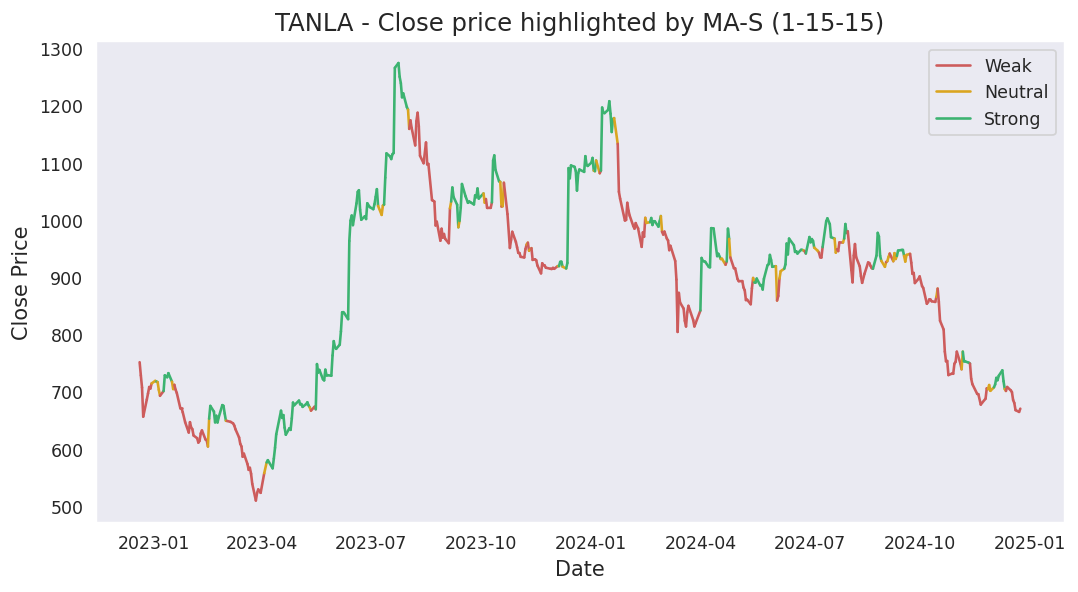 TANLA - Close price highlighted by MA-S (1-15-15)
1300
1200
1100
1000
900
800
700
600
500
Close Price
Weak
Neutral
Strong
2023-01 2023-04 2023-07 2023-10 2024-01 2024-04 2024-07 2024-10 2025-01
Date